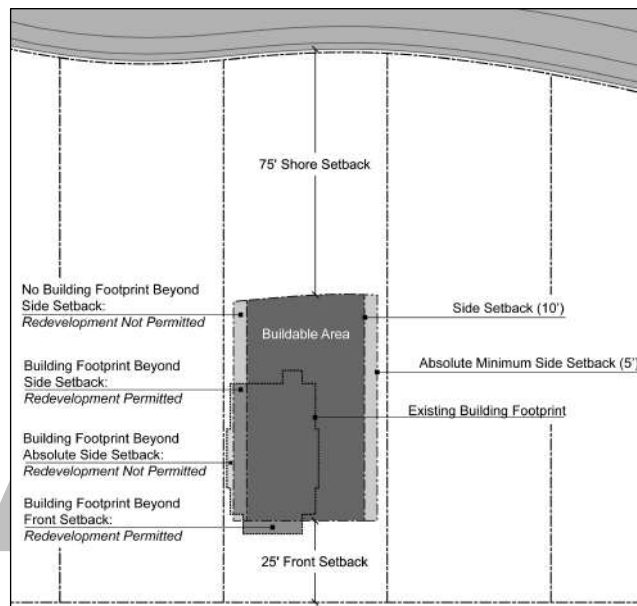 75' Shore Setback
No Building Footprint Beyond
Side Setback:
Redevelopment Not Permitted
Side Setback (10')
Buildable Area
Building Footprint Beyond
Side Setback:
Redevelopment Permitted
Absolute Minimum Side Setback (5')
Existing Building Footprint
Building Footprint Beyond
Absolute Side Setback:
Redevelopment Not Permitted
Building Footprint Beyond
Front Setback:
Redevelopment Permitted
25' Front Setback